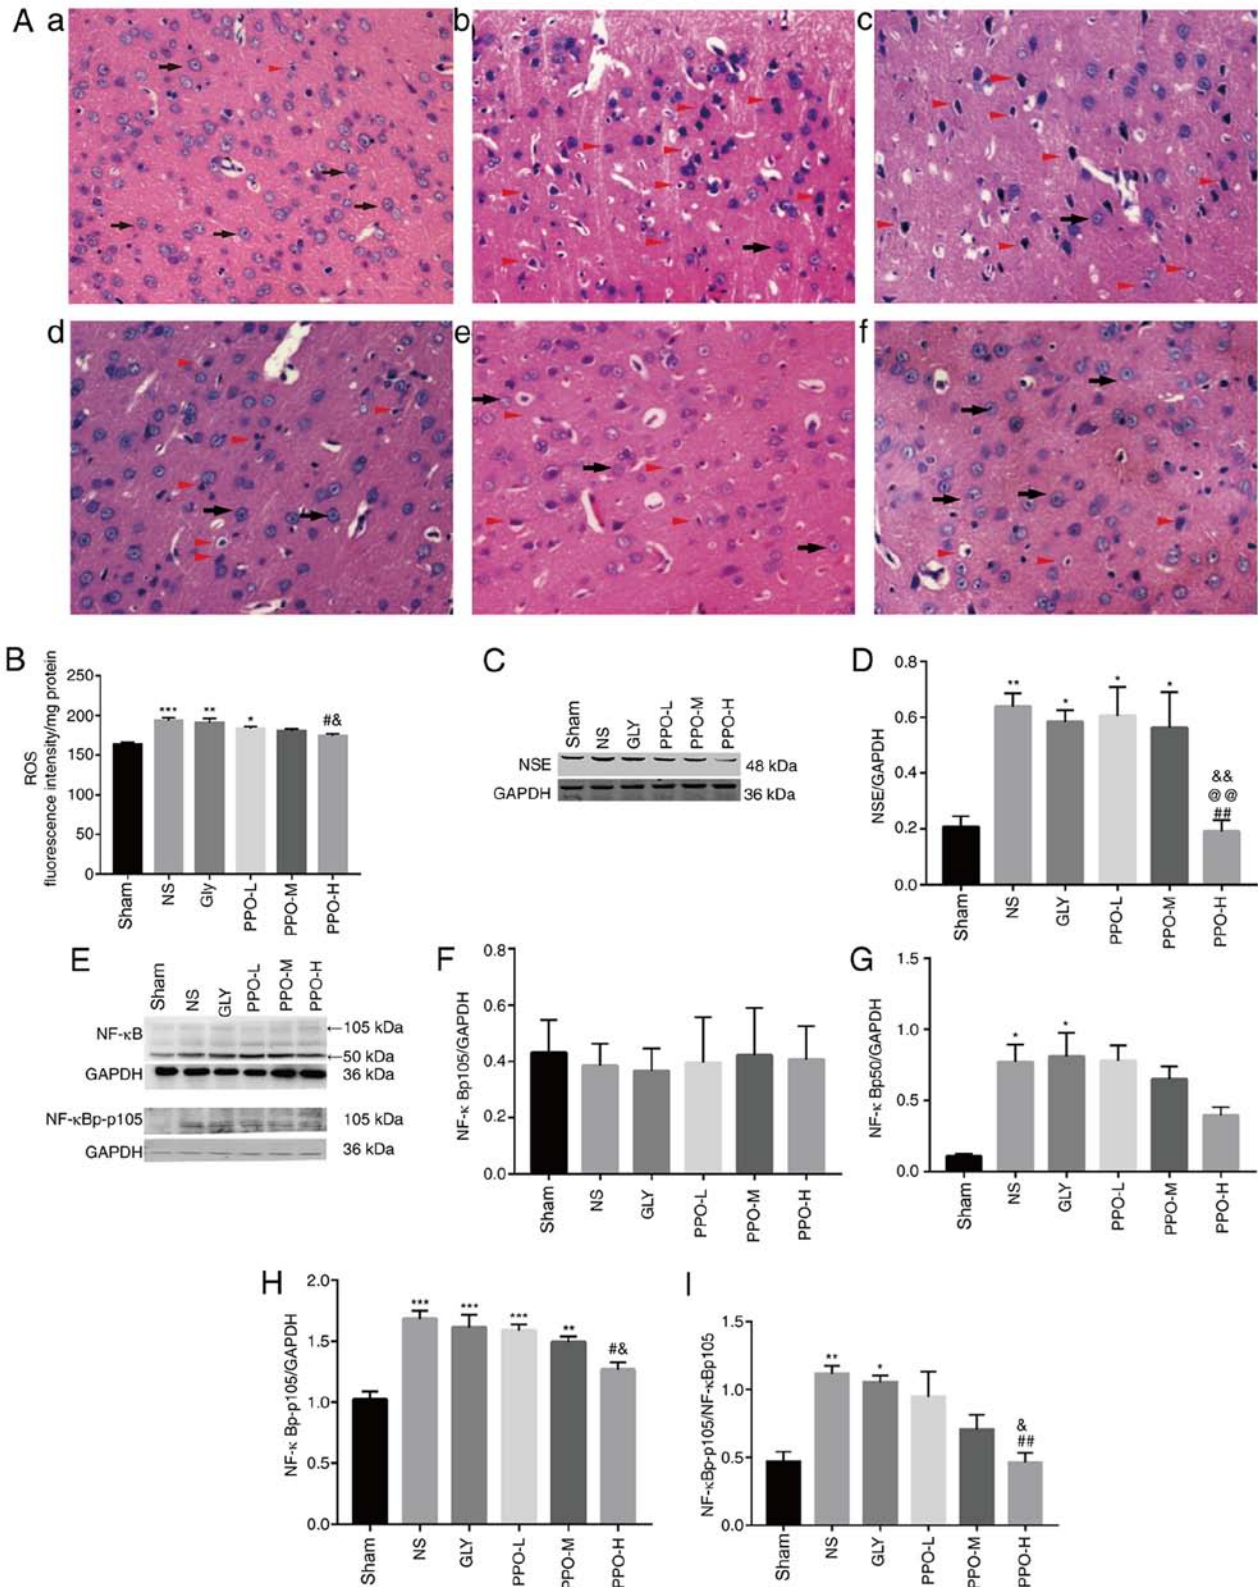 A a b c
d e f
B
250
200
150
100
50
0
ROS
fluorescence intensity/mg protein
*** ** * #&
Sham NS Gly PPO-L PPO-M PPO-H
C
Sham NS GLY PPO-L PPO-M PPO-H
NSE 48 kDa
GAPDH 36 kDa
D
0.8
0.6
0.4
0.2
0.0
NSE/GAPDH
** * * *
&&
@@
##
Sham NS GLY PPO-L PPO-M PPO-H
E
Sham NS GLY PPO-L PPO-M PPO-H
NF-κB ←105 kDa
←50 kDa
GAPDH 36 kDa
NF-κBp-p105 105 kDa
GAPDH 36 kDa
F
0.8
0.6
0.4
0.2
0.0
NF-κ Bp105/GAPDH
Sham NS GLY PPO-L PPO-M PPO-H
G
1.5
1.0
0.5
0.0
NF-κ Bp50/GAPDH
* *
Sham NS GLY PPO-L PPO-M PPO-H
H
2.0
1.5
1.0
0.5
0.0
NF-κ Bp-p105/GAPDH
*** *** *** ** #&
Sham NS GLY PPO-L PPO-M PPO-H
I
1.5
1.0
0.5
0.0
NF-κBp-p105/NF-κBp105
** *
&
##
Sham NS GLY PPO-L PPO-M PPO-H